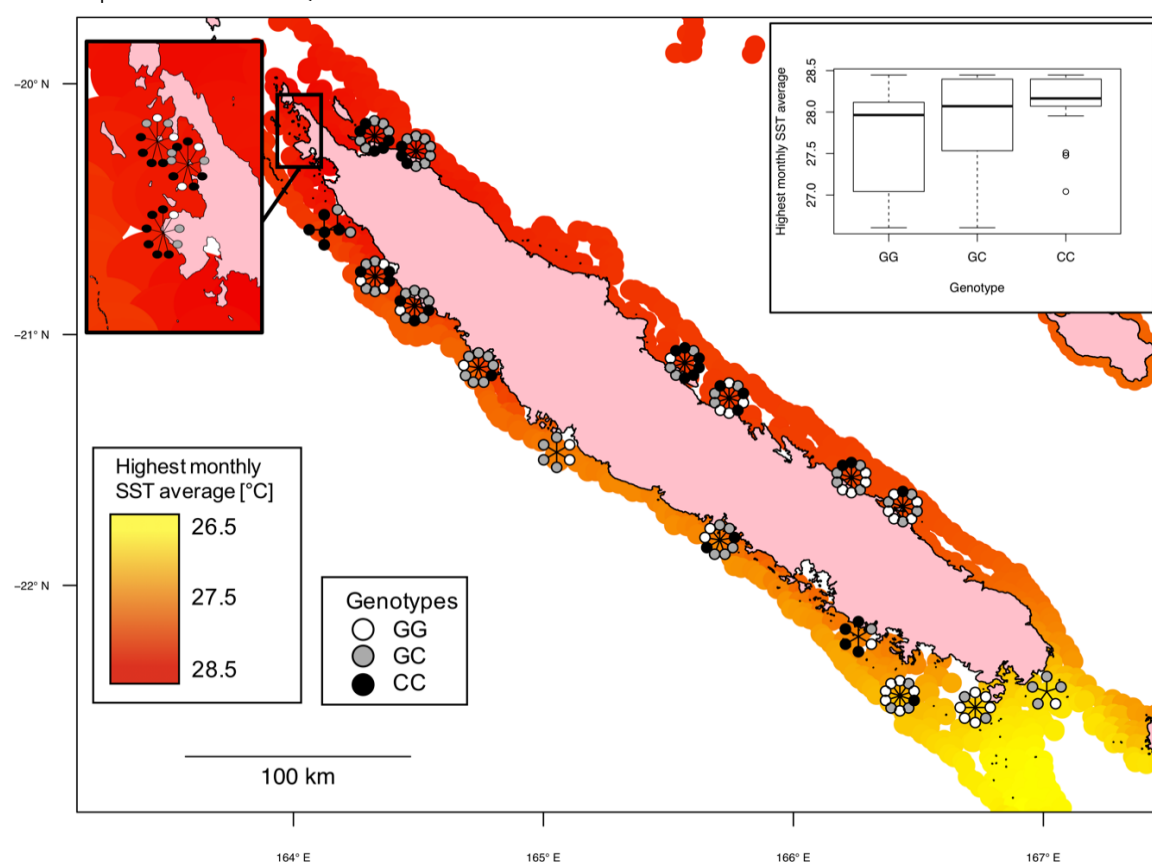 28.5
28.0
27.5
27.0
Highest monthly SST average
GG
GC
CC
Genotype
−20° N
−21° N
−22° N
Highest monthly
SST average [°C]
26.5
27.5
28.5
Genotypes
GG
GC
CC
100 km
164° E
165° E
166° E
167° E